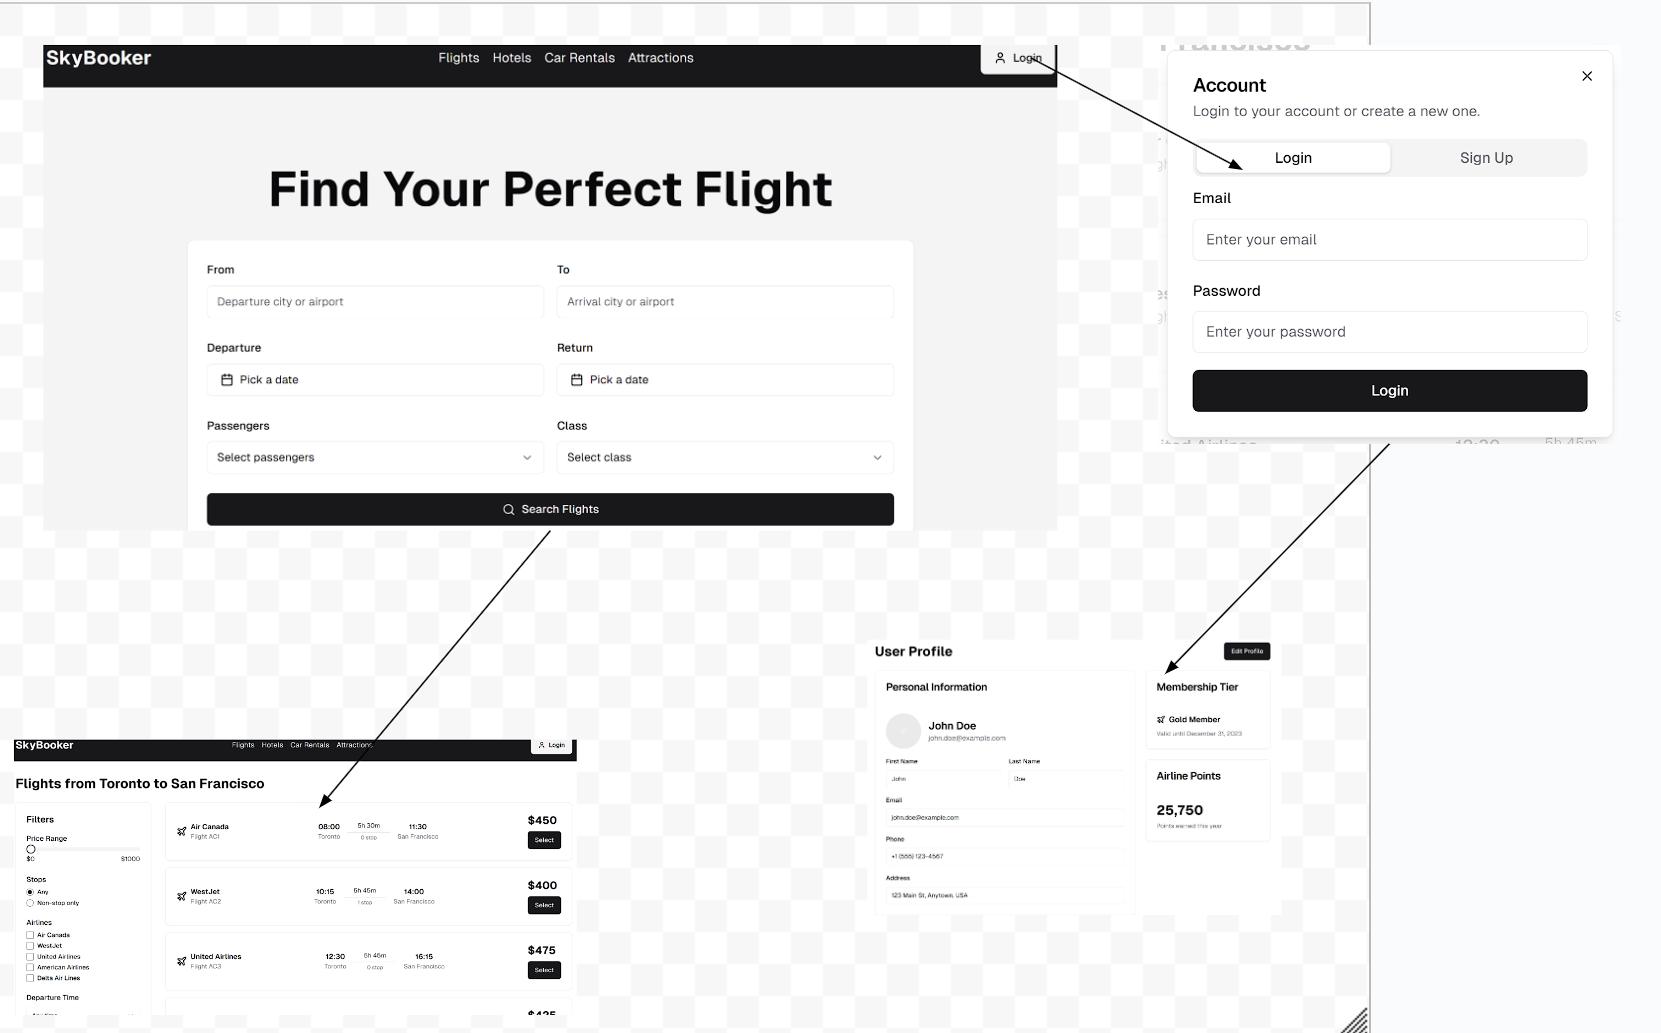 SkyBooker
Flights Hotels Car Rentals Attractions
Login
Find Your Perfect Flight
From
To
Departure city or airport
Arrival city or airport
Departure
Return
Pick a date
Pick a date
Passengers
Class
Select passengers
Select class
Search Flights
Francisco
Account
Login to your account or create a new one.
Login
Sign Up
Email
Enter your email
Password
Enter your password
Login
12:30
5h 45m
SkyBooker
Flights Hotels Car Rentals Attractions
Login
Flights from Toronto to San Francisco
Filters
Price Range
$0
$1000
Stops
Any
Non-stop only
Airlines
Air Canada
WestJet
United Airlines
American Airlines
Delta Air Lines
Departure Time
Air Canada
Flight AC1
08:00
Toronto
5h 30m
0 stop
11:30
San Francisco
$450
Select
WestJet
Flight AC2
10:15
Toronto
5h 45m
1 stop
14:00
San Francisco
$400
Select
United Airlines
Flight AC3
12:30
Toronto
5h 45m
0 stop
16:15
San Francisco
$475
Select
$425
User Profile
Edit Profile
Personal Information
John Doe
john.doe@example.com
First Name
Last Name
John
Doe
Email
john.doe@example.com
Phone
+1 (555) 123-4567
Address
123 Main St, Anytown, USA
Membership Tier
Gold Member
Valid until December 31, 2023
Airline Points
25,750
Points earned this year